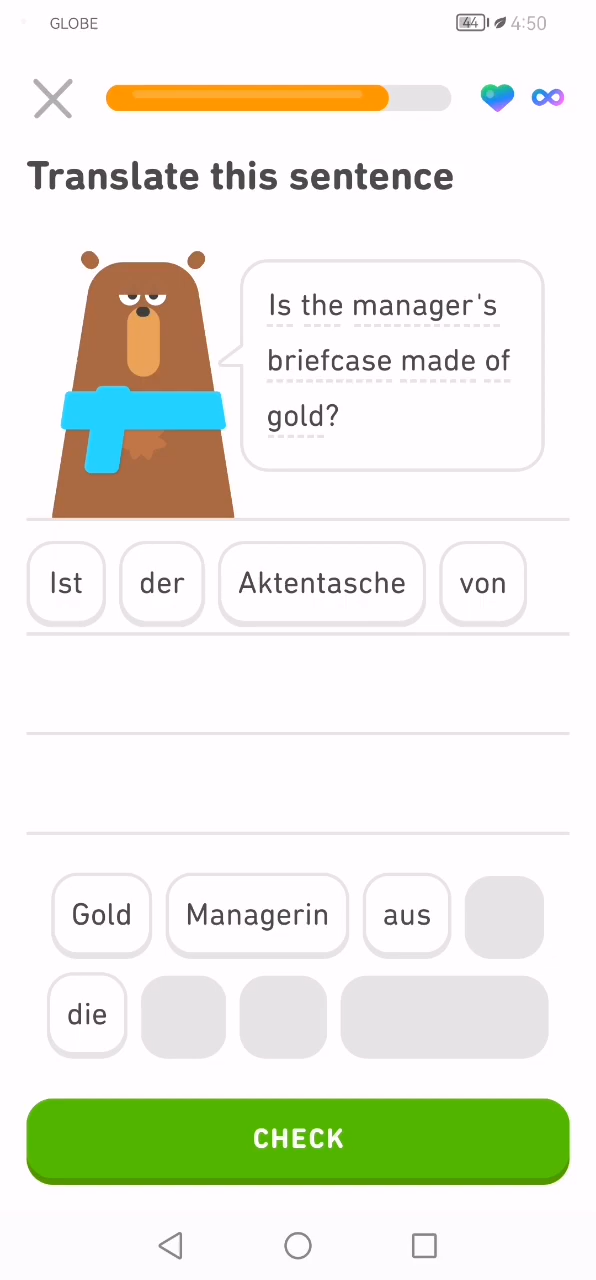 GLOBE 44 4:50
Translate this sentence
Is the manager's
briefcase made of
gold?
Ist der Aktentasche von
Gold Managerin aus
die
CHECK